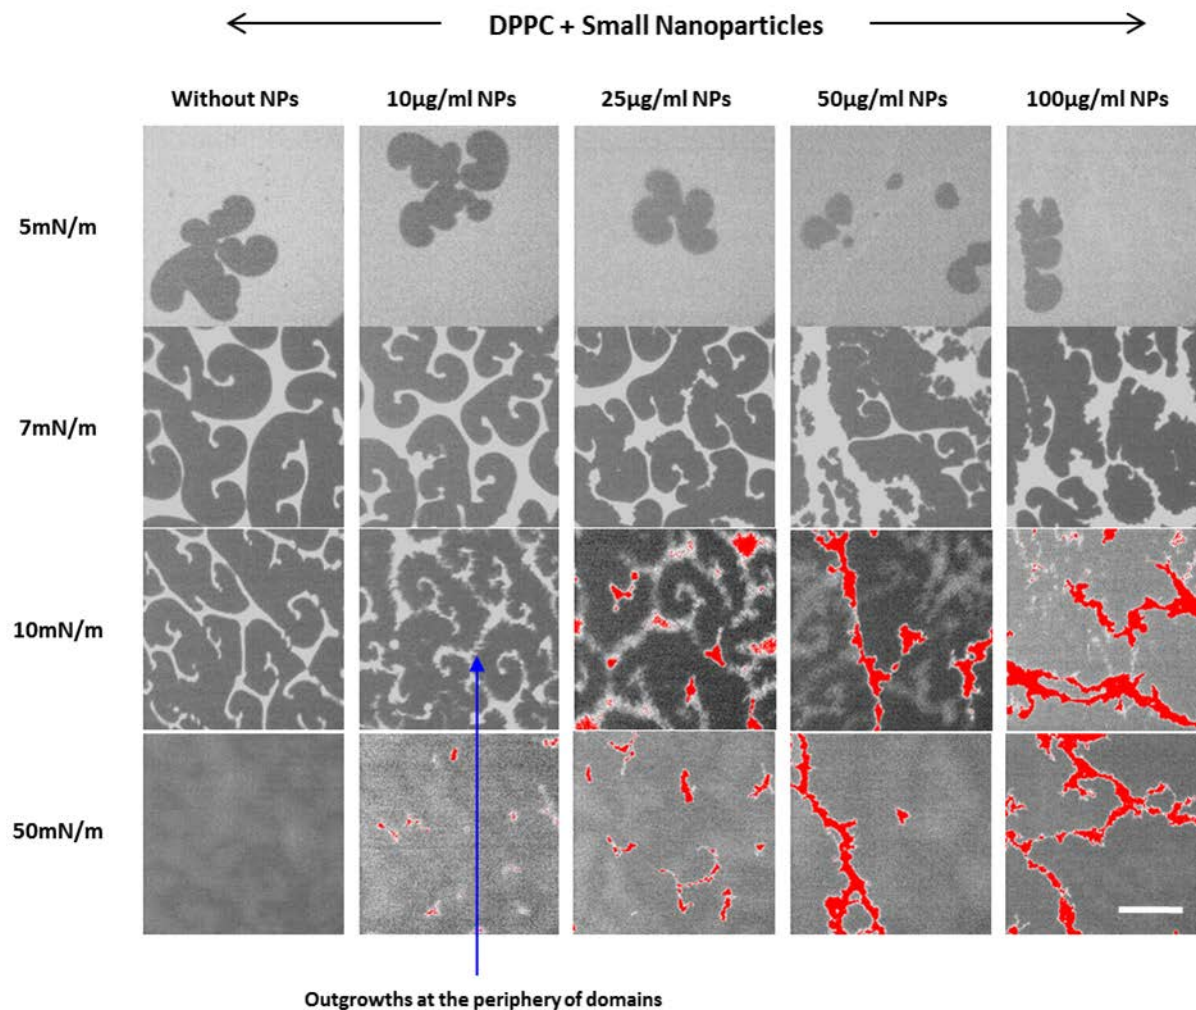 DPPC + Small Nanoparticles
Without NPs 10µg/ml NPs 25µg/ml NPs 50µg/ml NPs 100µg/ml NPs
5mN/m
7mN/m
10mN/m
50mN/m
Outgrowths at the periphery of domains